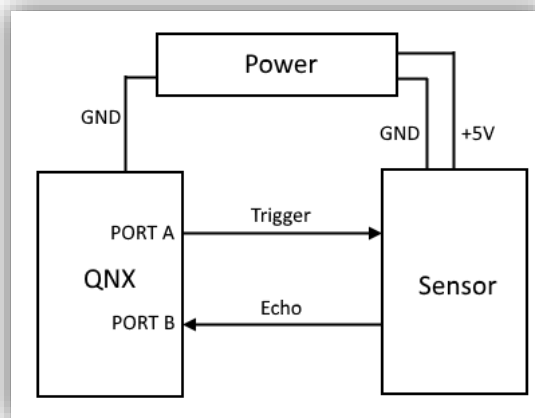 Power
GND
GND
+5V
PORT A
Trigger
QNX
Sensor
PORT B
Echo